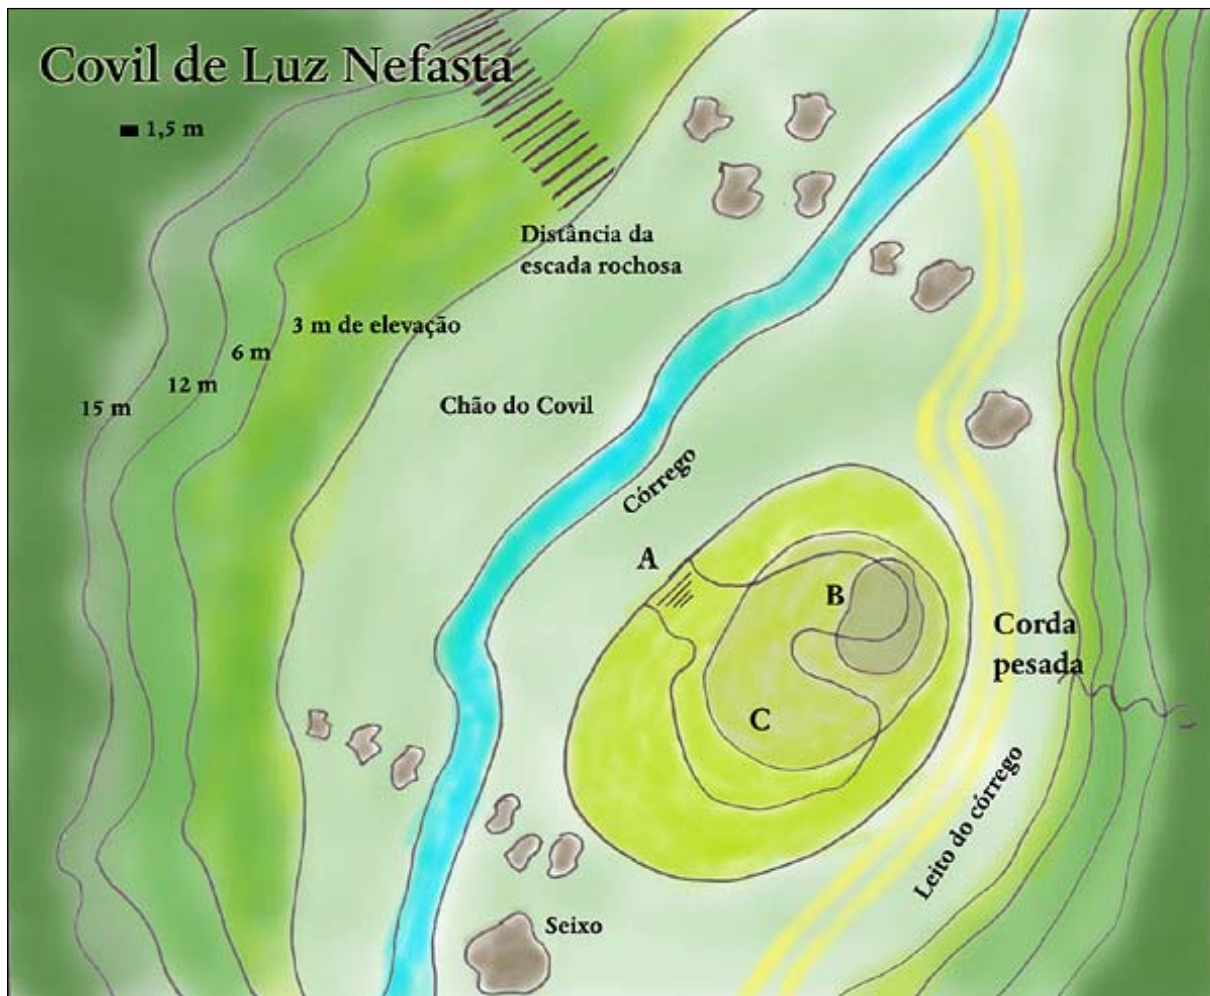 Covil de Luz Nefasta
1,5 m
Distância da
escada rochosa
3 m de elevação
6 m
12 m
15 m
Chão do Covil
Córrego
A
B
Corda
pesada
C
Leito do córrego
Seixo